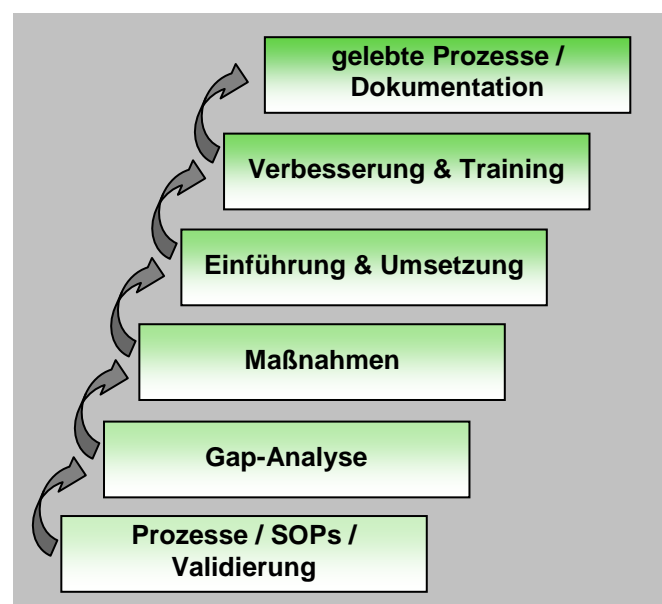 gelebte Prozesse /
Dokumentation
Verbesserung & Training
Einführung & Umsetzung
Maßnahmen
Gap-Analyse
Prozesse / SOPs /
Validierung